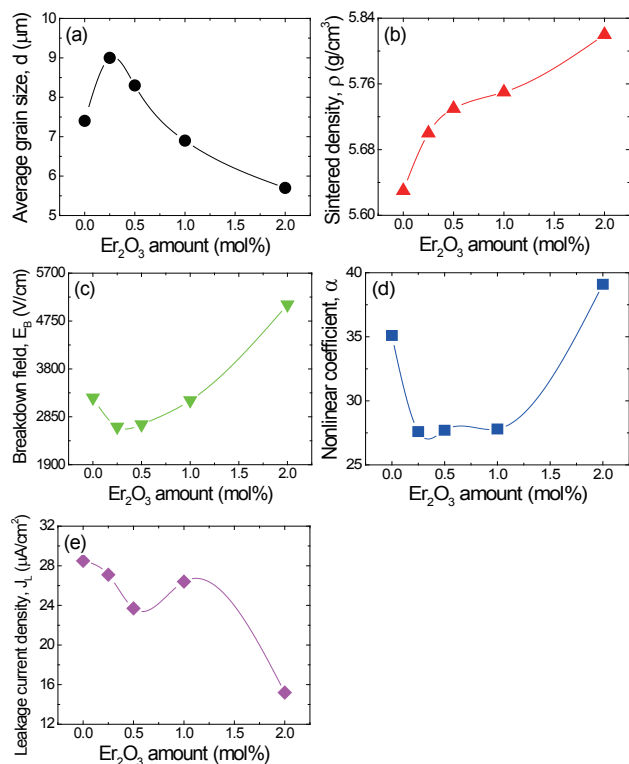 (a)
Average grain size, d (μm)
10
9
8
7
6
5
0.0 0.5 1.0 1.5 2.0
Er₂O₃ amount (mol%)
(b)
Sintered density, ρ (g/cm³)
5.84
5.76
5.68
5.60
0.0 0.5 1.0 1.5 2.0
Er₂O₃ amount (mol%)
(c)
Breakdown field, E_B (V/cm)
5700
4750
3800
2850
1900
0.0 0.5 1.0 1.5 2.0
Er₂O₃ amount (mol%)
(d)
Nonlinear coefficient, α
40
35
30
25
0.0 0.5 1.0 1.5 2.0
Er₂O₃ amount (mol%)
(e)
Leakage current density, J_L (μA/cm²)
28
24
20
16
12
0.0 0.5 1.0 1.5 2.0
Er₂O₃ amount (mol%)